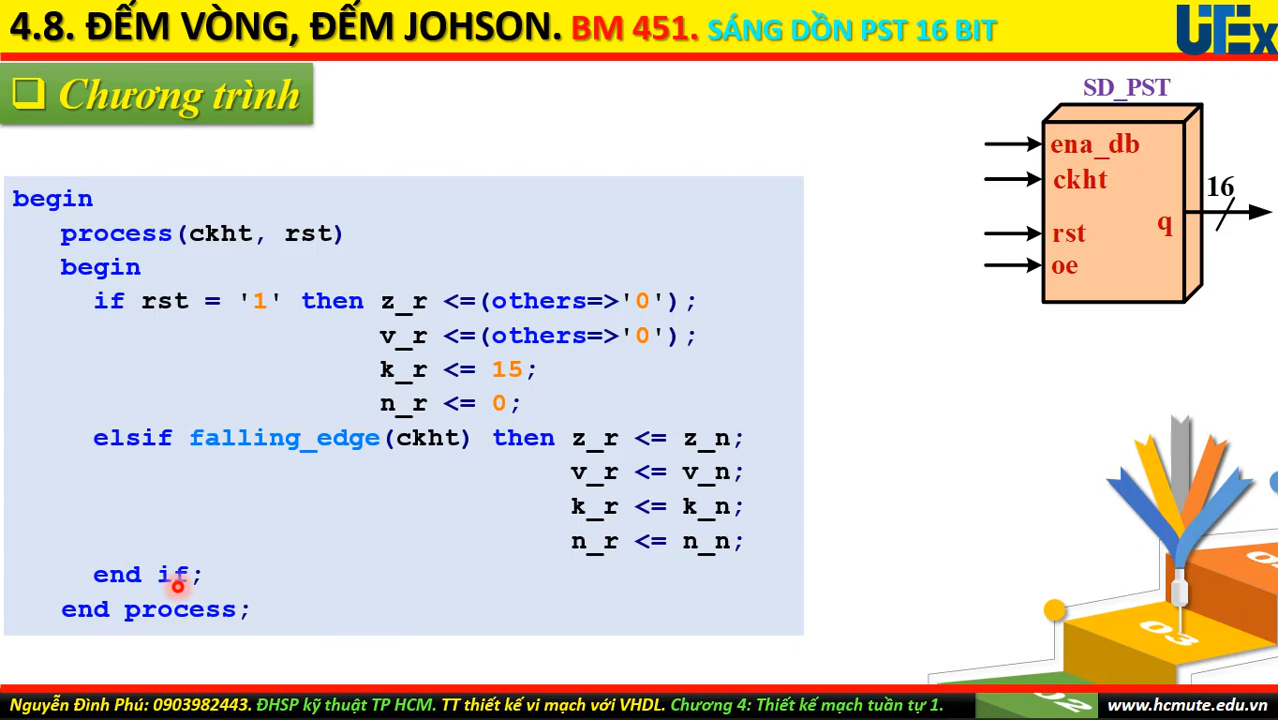 4.8. ĐẾM VÒNG, ĐẾM JOHSON. BM 451. SÁNG DỒN PST 16 BIT
UTEx
Chương trình
SD_PST
ena_db
ckht
rst
oe
q
16
begin
process(ckht, rst)
begin
if rst = '1' then z_r <=(others=>'0');
v_r <=(others=>'0');
k_r <= 15;
n_r <= 0;
elsif falling_edge(ckht) then z_r <= z_n;
v_r <= v_n;
k_r <= k_n;
n_r <= n_n;
end if;
end process;
03
Nguyễn Đình Phú: 0903982443. ĐHSP kỹ thuật TP HCM. TT thiết kế vi mạch với VHDL. Chương 4: Thiết kế mạch tuần tự 1.
www.hcmute.edu.vn